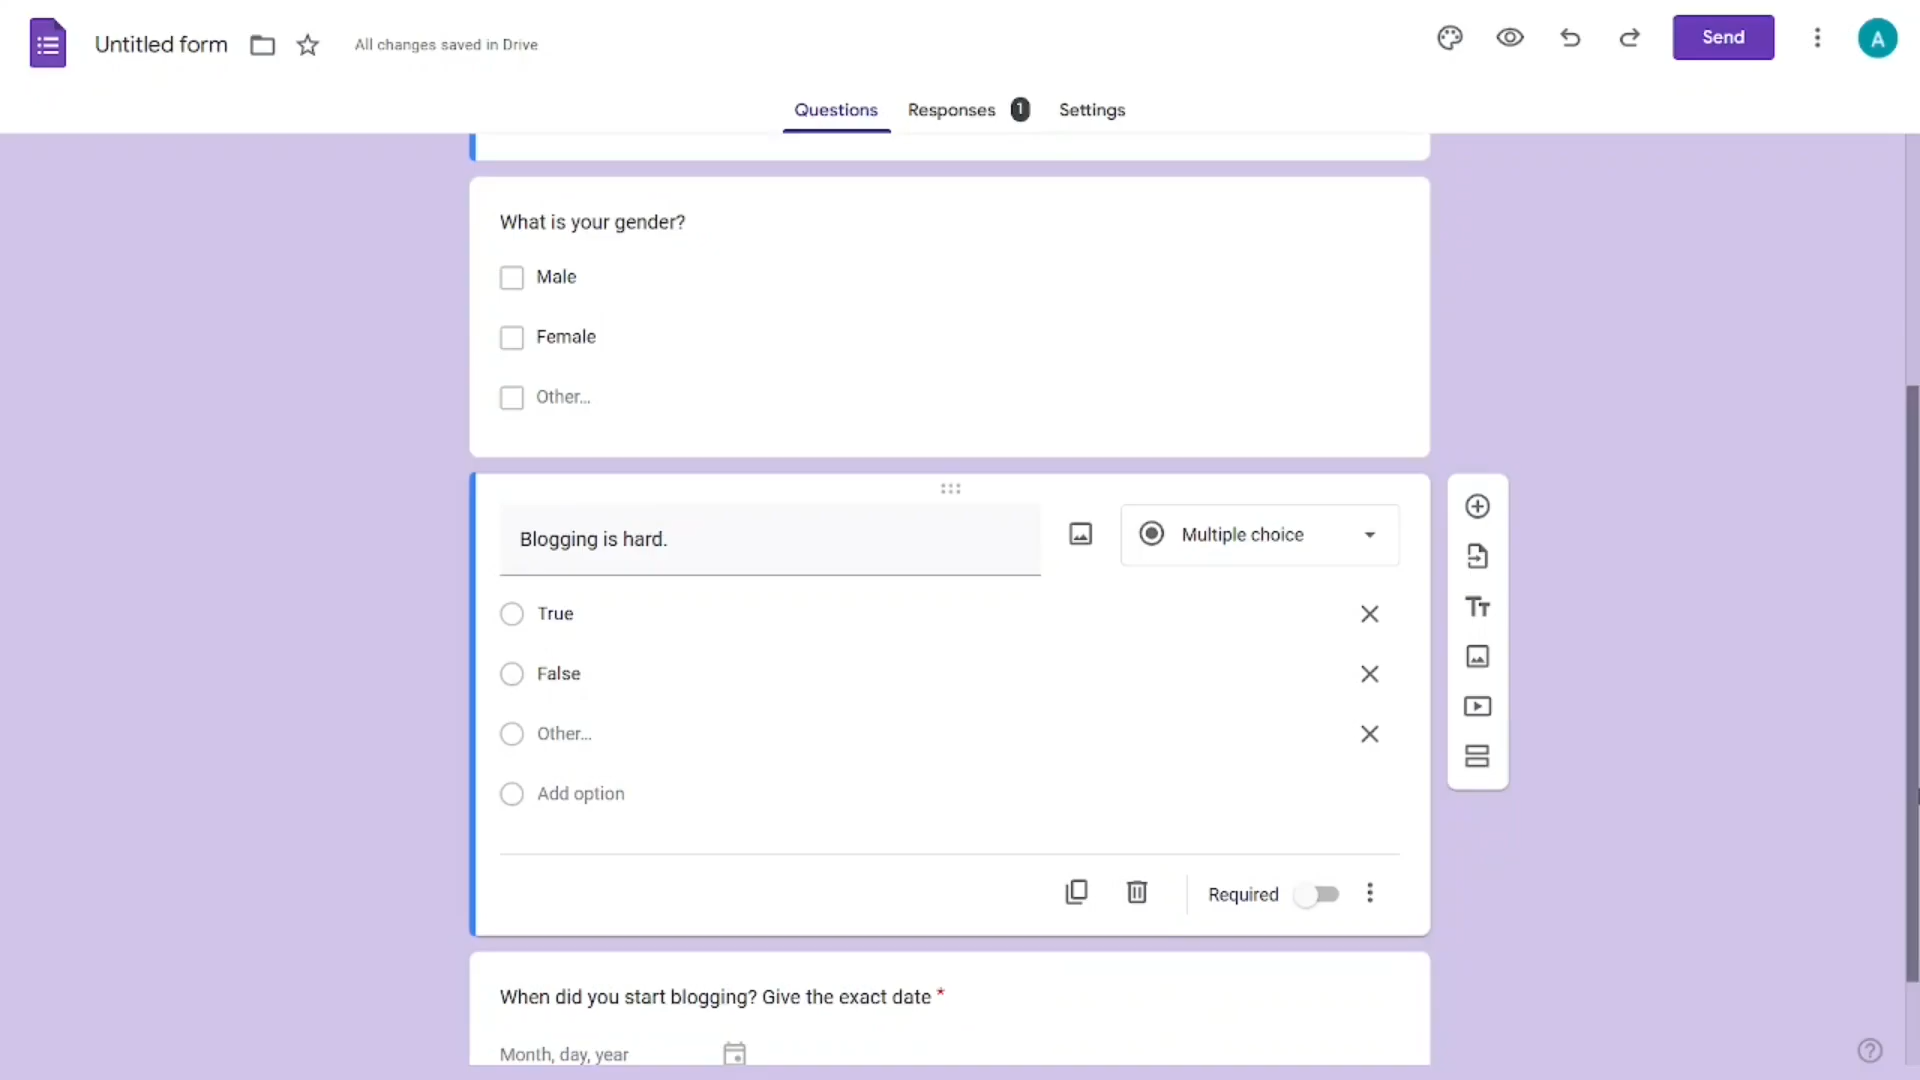 Untitled form
All changes saved in Drive
Send
A
Questions
Responses 1
Settings
What is your gender?
Male
Female
Other...
Blogging is hard.
Multiple choice
True
False
Other...
Add option
Required
When did you start blogging? Give the exact date *
Month, day, year